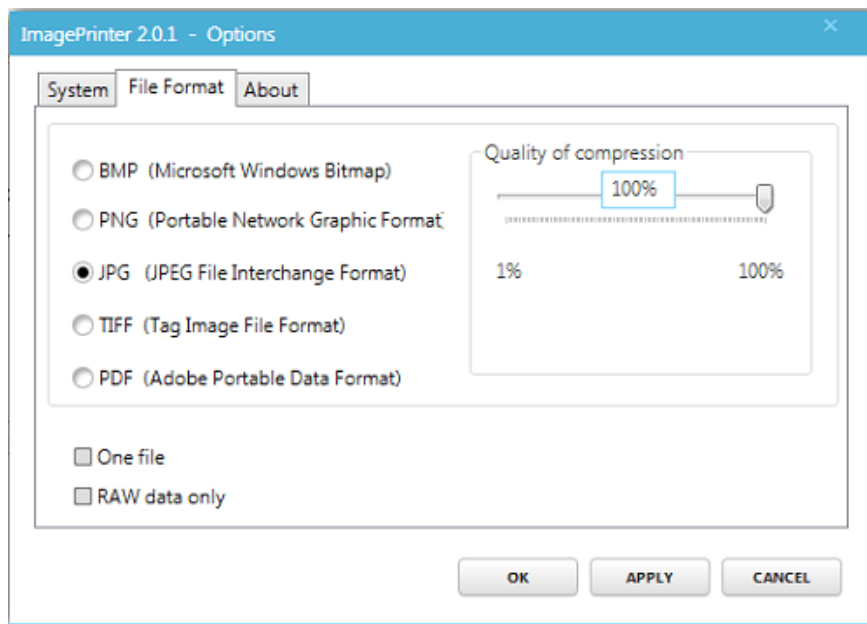 ImagePrinter 2.0.1 - Options
System File Format About
BMP (Microsoft Windows Bitmap)
PNG (Portable Network Graphic Format)
JPG (JPEG File Interchange Format)
TIFF (Tag Image File Format)
PDF (Adobe Portable Data Format)
Quality of compression
100%
1% 100%
One file
RAW data only
OK APPLY CANCEL